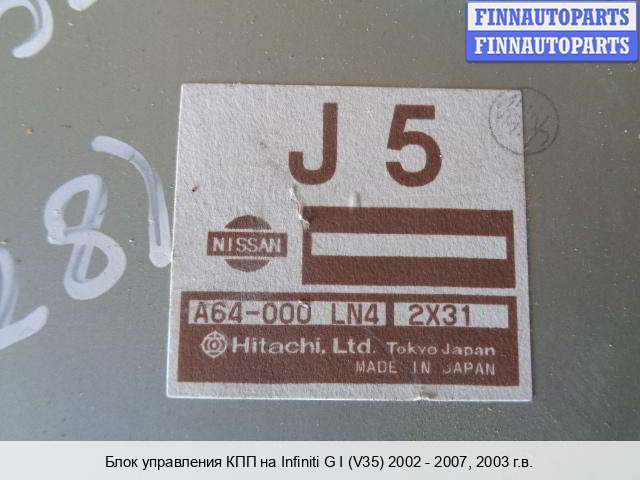 FINNAUTOPARTS
FINNAUTOPARTS
J 5
NISSAN
A64-000 LN4 2X31
Hitachi, Ltd. Tokyo Japan
MADE IN JAPAN
Блок управления КПП на Infiniti G I (V35) 2002 - 2007, 2003 г.в.